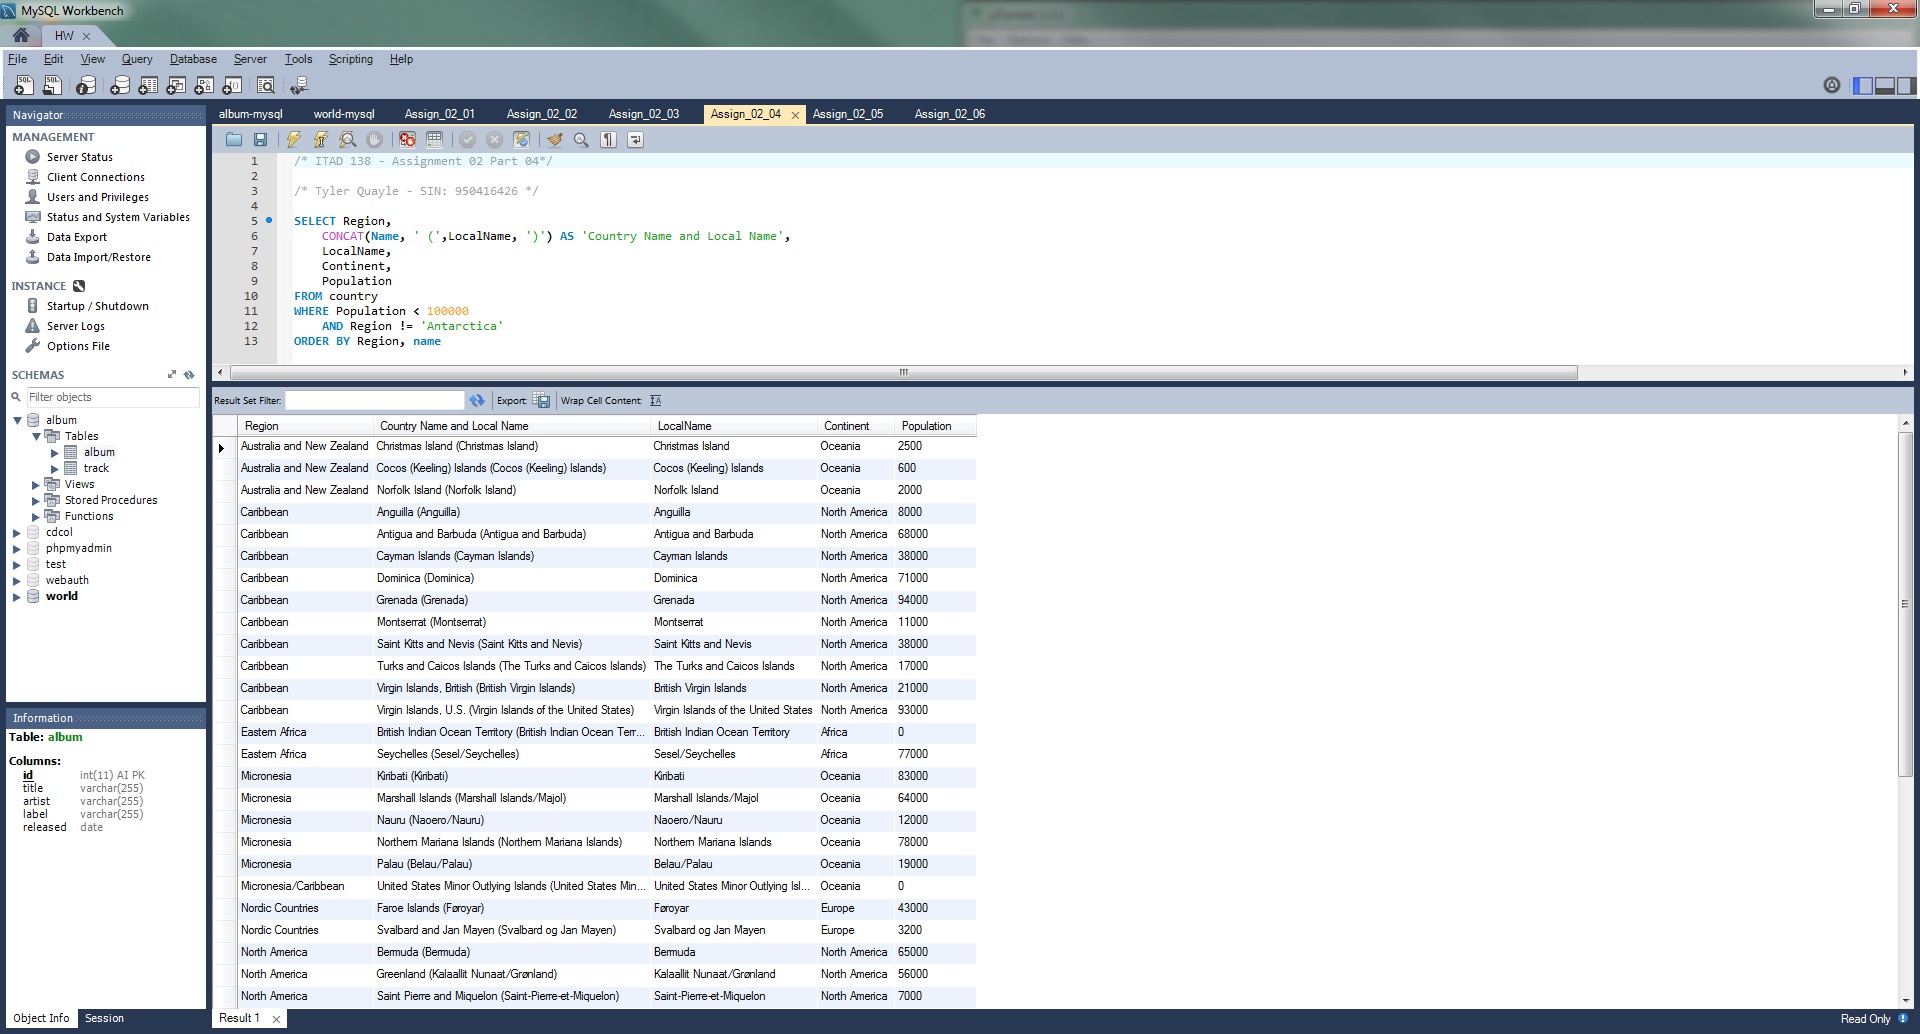 MySQL Workbench
HW
File Edit View Query Database Server Tools Scripting Help
Navigator
MANAGEMENT
Server Status
Client Connections
Users and Privileges
Status and System Variables
Data Export
Data Import/Restore
INSTANCE
Startup / Shutdown
Server Logs
Options File
SCHEMAS
Filter objects
album
Tables
album
track
Views
Stored Procedures
Functions
cdcol
phpmyadmin
test
webauth
world
Information
Table: album
Columns:
id int(11) AI PK
title varchar(255)
artist varchar(255)
label varchar(255)
released date
Object Info Session
album-mysql world-mysql Assign_02_01 Assign_02_02 Assign_02_03 Assign_02_04 Assign_02_05 Assign_02_06
1 /* ITAD 138 - Assignment 02 Part 04*/
2
3 /* Tyler Quayle - SIN: 950416426 */
4
5 SELECT Region,
6 CONCAT(Name, ' (',LocalName, ')') AS 'Country Name and Local Name',
7 LocalName,
8 Continent,
9 Population
10 FROM country
11 WHERE Population < 100000
12 AND Region != 'Antarctica'
13 ORDER BY Region, name
Result Set Filter: Export: Wrap Cell Content:
Region Country Name and Local Name LocalName Continent Population
Australia and New Zealand Christmas Island (Christmas Island) Christmas Island Oceania 2500
Australia and New Zealand Cocos (Keeling) Islands (Cocos (Keeling) Islands) Cocos (Keeling) Islands Oceania 600
Australia and New Zealand Norfolk Island (Norfolk Island) Norfolk Island Oceania 2000
Caribbean Anguilla (Anguilla) Anguilla North America 8000
Caribbean Antigua and Barbuda (Antigua and Barbuda) Antigua and Barbuda North America 68000
Caribbean Cayman Islands (Cayman Islands) Cayman Islands North America 38000
Caribbean Dominica (Dominica) Dominica North America 71000
Caribbean Grenada (Grenada) Grenada North America 94000
Caribbean Montserrat (Montserrat) Montserrat North America 11000
Caribbean Saint Kitts and Nevis (Saint Kitts and Nevis) Saint Kitts and Nevis North America 38000
Caribbean Turks and Caicos Islands (The Turks and Caicos Islands) The Turks and Caicos Islands North America 17000
Caribbean Virgin Islands, British (British Virgin Islands) British Virgin Islands North America 21000
Caribbean Virgin Islands, U.S. (Virgin Islands of the United States) Virgin Islands of the United States North America 93000
Eastern Africa British Indian Ocean Territory (British Indian Ocean Terr... British Indian Ocean Territory Africa 0
Eastern Africa Seychelles (Sesel/Seychelles) Sesel/Seychelles Africa 77000
Micronesia Kiribati (Kiribati) Kiribati Oceania 83000
Micronesia Marshall Islands (Marshall Islands/Majol) Marshall Islands/Majol Oceania 64000
Micronesia Nauru (Naoero/Nauru) Naoero/Nauru Oceania 12000
Micronesia Northern Mariana Islands (Northern Mariana Islands) Northern Mariana Islands Oceania 78000
Micronesia Palau (Belau/Palau) Belau/Palau Oceania 19000
Micronesia/Caribbean United States Minor Outlying Islands (United States Min... United States Minor Outlying Isl... Oceania 0
Nordic Countries Faroe Islands (Føroyar) Føroyar Europe 43000
Nordic Countries Svalbard and Jan Mayen (Svalbard og Jan Mayen) Svalbard og Jan Mayen Europe 3200
North America Bermuda (Bermuda) Bermuda North America 65000
North America Greenland (Kalaallit Nunaat/Grønland) Kalaallit Nunaat/Grønland North America 56000
North America Saint Pierre and Miquelon (Saint-Pierre-et-Miquelon) Saint-Pierre-et-Miquelon North America 7000
Result 1
Read Only